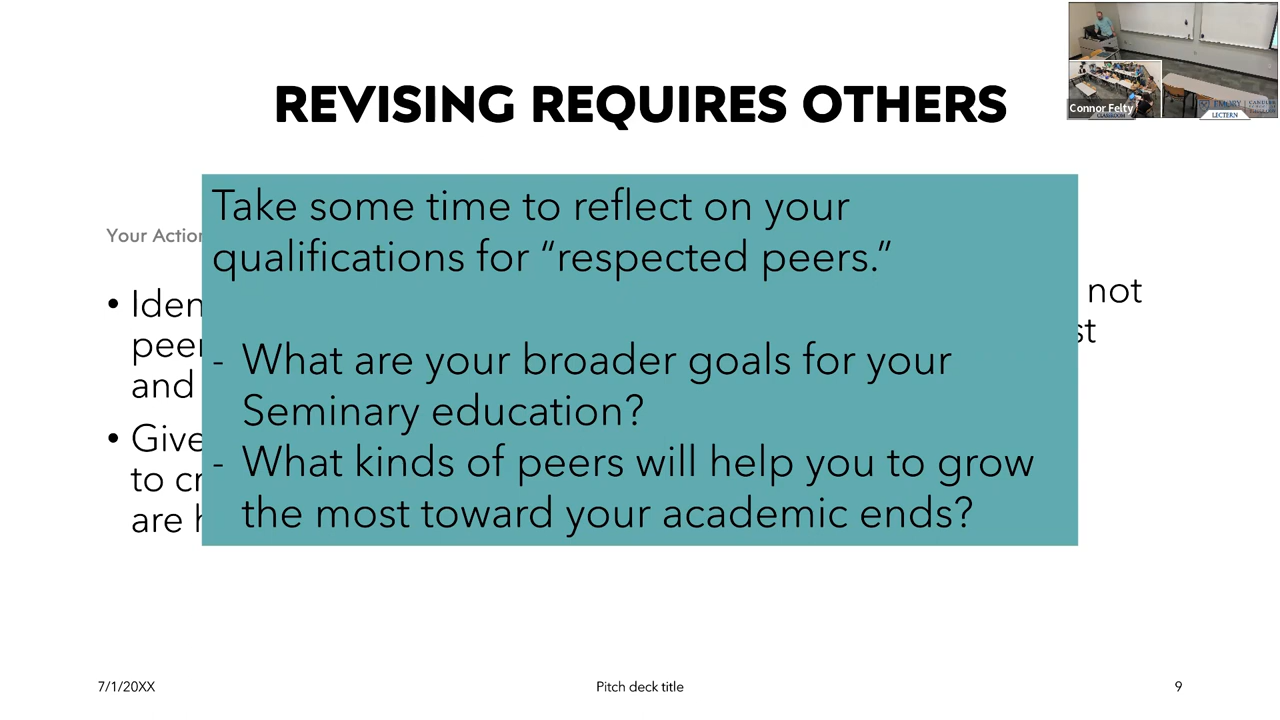 REVISING REQUIRES OTHERS
Connor Felty
CLASSROOM
EMORY
LECTERN
Your Action
Take some time to reflect on your
qualifications for “respected peers.”
- What are your broader goals for your
Seminary education?
- What kinds of peers will help you to grow
the most toward your academic ends?
• Iden
peer
and
• Give
to cr
are h
not
st
7/1/20XX
Pitch deck title
9